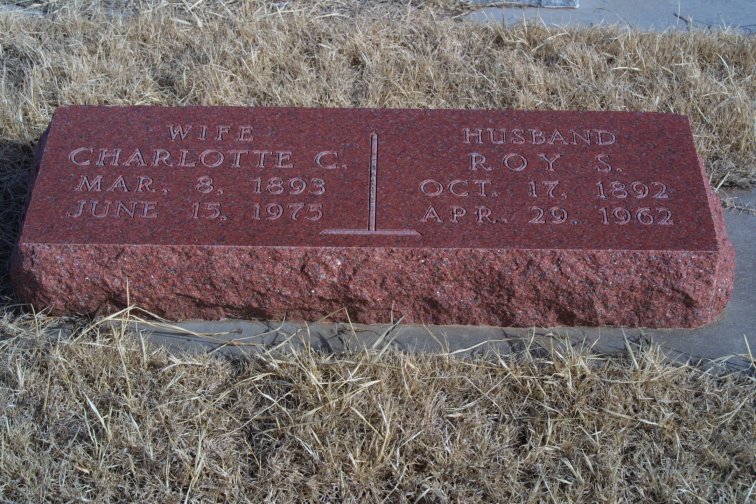 WIFE
CHARLOTTE C.
MAR. 8, 1893
JUNE 15, 1975
HUSBAND
ROY S.
OCT. 17, 1892
APR. 29, 1962